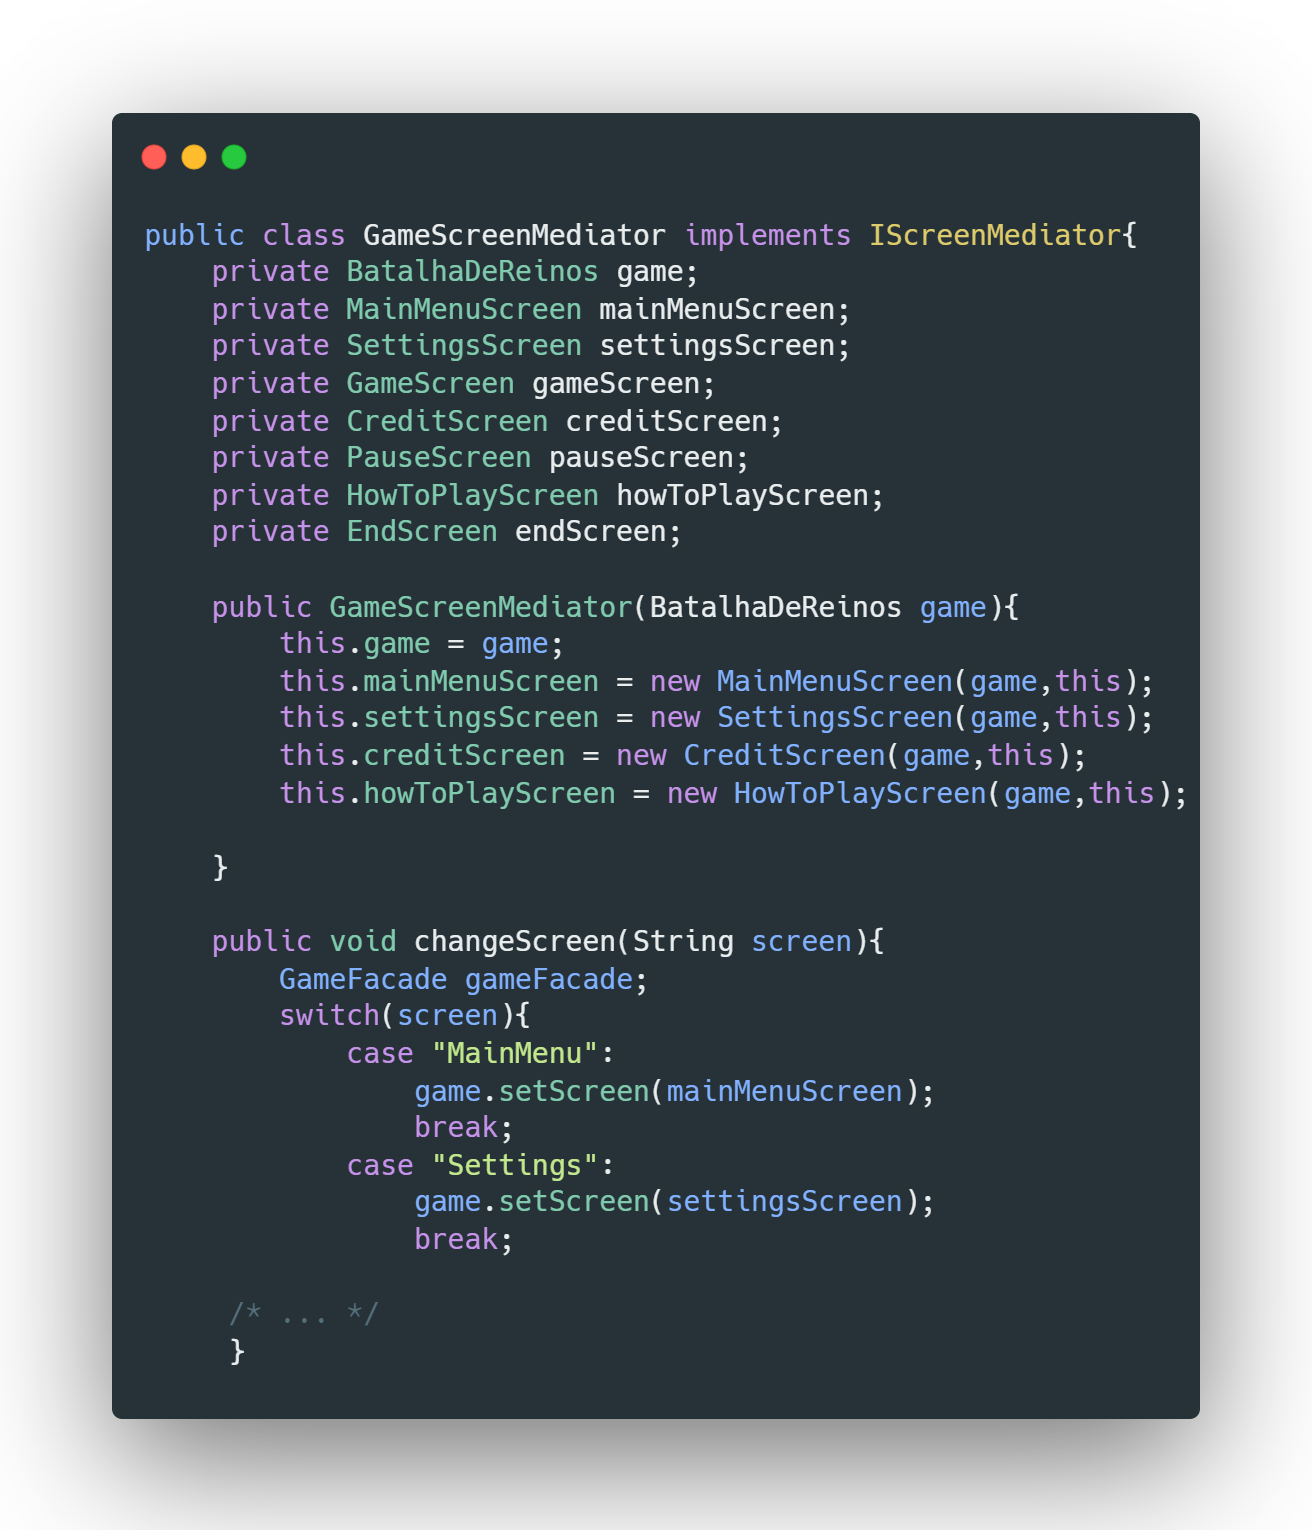 public class GameScreenMediator implements IScreenMediator{
    private BatalhaDeReinos game;
    private MainMenuScreen mainMenuScreen;
    private SettingsScreen settingsScreen;
    private GameScreen gameScreen;
    private CreditScreen creditScreen;
    private PauseScreen pauseScreen;
    private HowToPlayScreen howToPlayScreen;
    private EndScreen endScreen;

    public GameScreenMediator(BatalhaDeReinos game){
        this.game = game;
        this.mainMenuScreen = new MainMenuScreen(game,this);
        this.settingsScreen = new SettingsScreen(game,this);
        this.creditScreen = new CreditScreen(game,this);
        this.howToPlayScreen = new HowToPlayScreen(game,this);

    }

    public void changeScreen(String screen){
        GameFacade gameFacade;
        switch(screen){
            case "MainMenu":
                game.setScreen(mainMenuScreen);
                break;
            case "Settings":
                game.setScreen(settingsScreen);
                break;

     /* ... */
     }